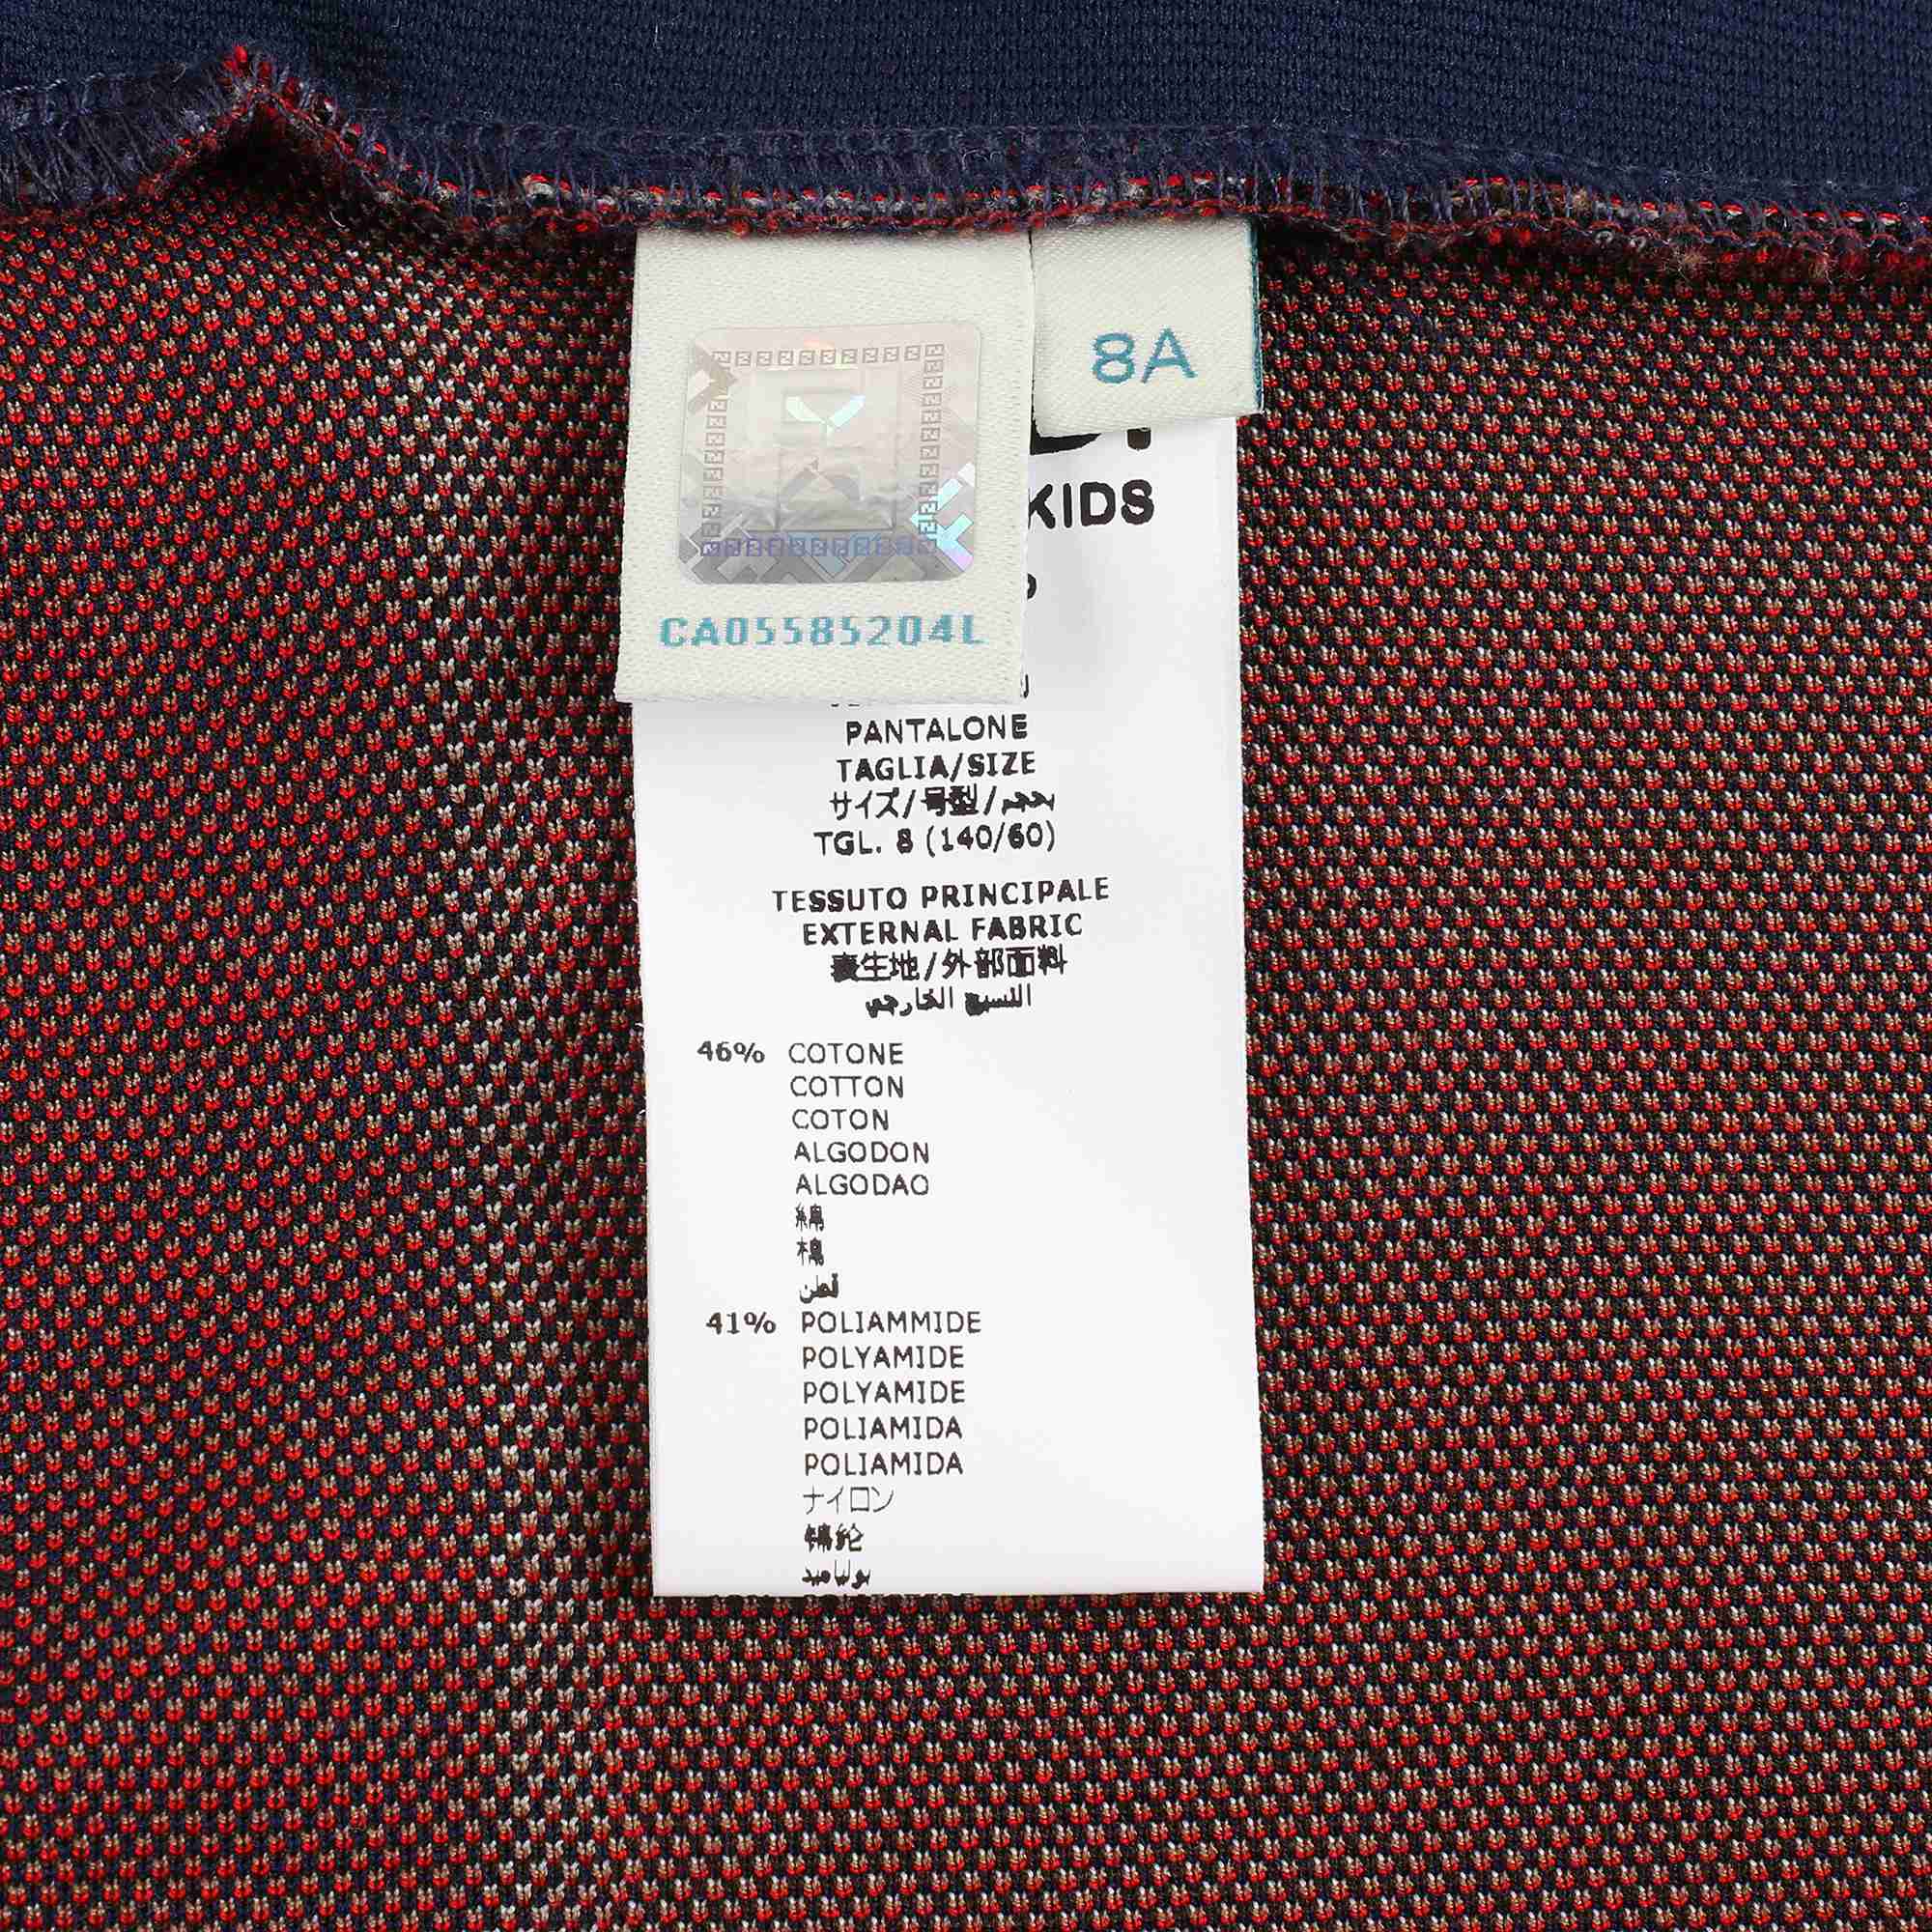 8A
KIDS
CA05585204L
PANTALONE
TAGLIA/SIZE
サイズ/号型/حجم
TGL. 8 (140/60)
TESSUTO PRINCIPALE
EXTERNAL FABRIC
表生地/外部面料
النسيج الخارجي
46% COTONE
COTTON
COTON
ALGODON
ALGODAO
綿
棉
قطن
41% POLIAMMIDE
POLYAMIDE
POLYAMIDE
POLIAMIDA
POLIAMIDA
ナイロン
锦纶
بولياميد